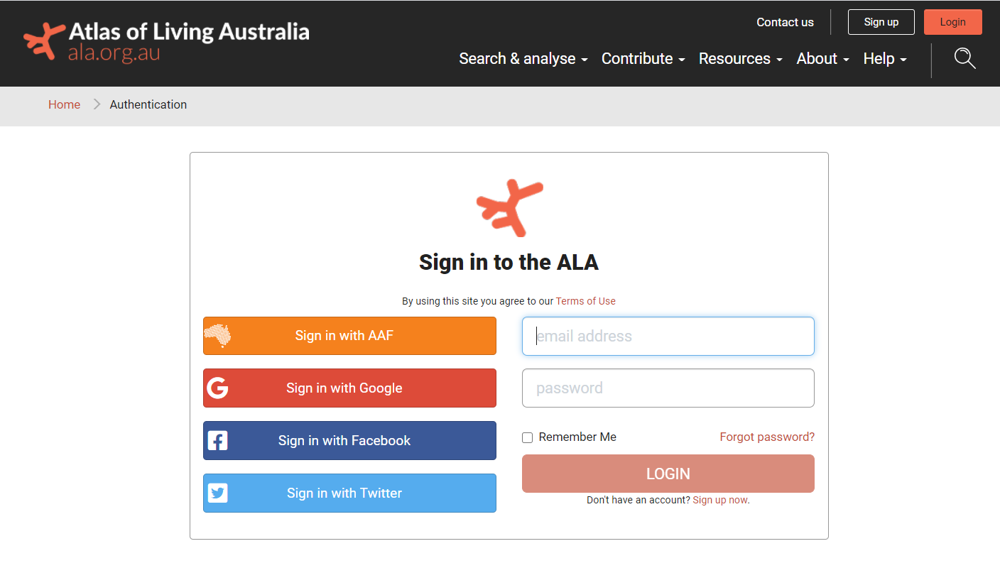 Atlas of Living Australia
ala.org.au
Contact us
Sign up
Login
Search & analyse
Contribute
Resources
About
Help
Home
Authentication
Sign in to the ALA
By using this site you agree to our Terms of Use
Sign in with AAF
Sign in with Google
Sign in with Facebook
Sign in with Twitter
email address
password
Remember Me
Forgot password?
LOGIN
Don't have an account? Sign up now.